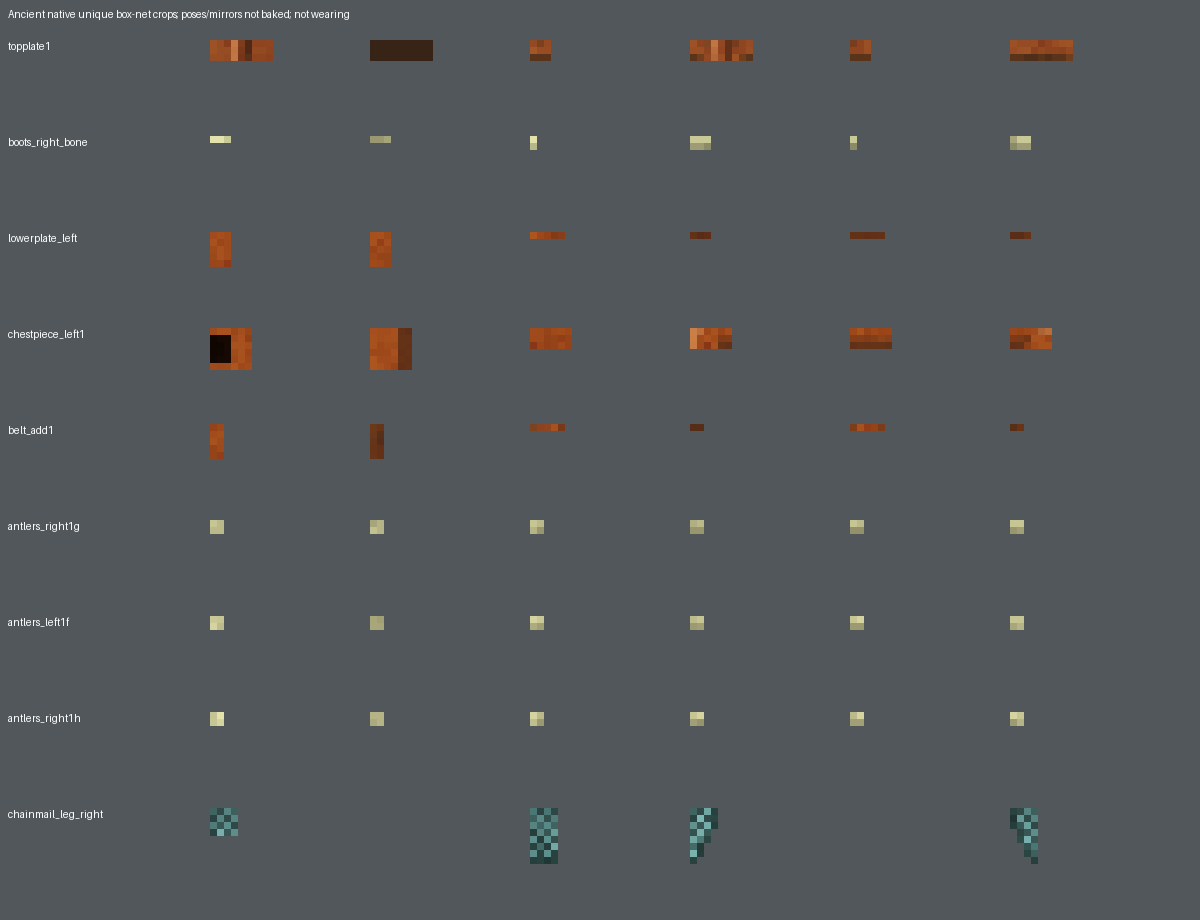 Ancient native unique box-net crops; poses/mirrors not baked; not wearing
topplate1
boots_right_bone
lowerplate_left
chestpiece_left1
belt_add1
antlers_right1g
antlers_left1f
antlers_right1h
chainmail_leg_right